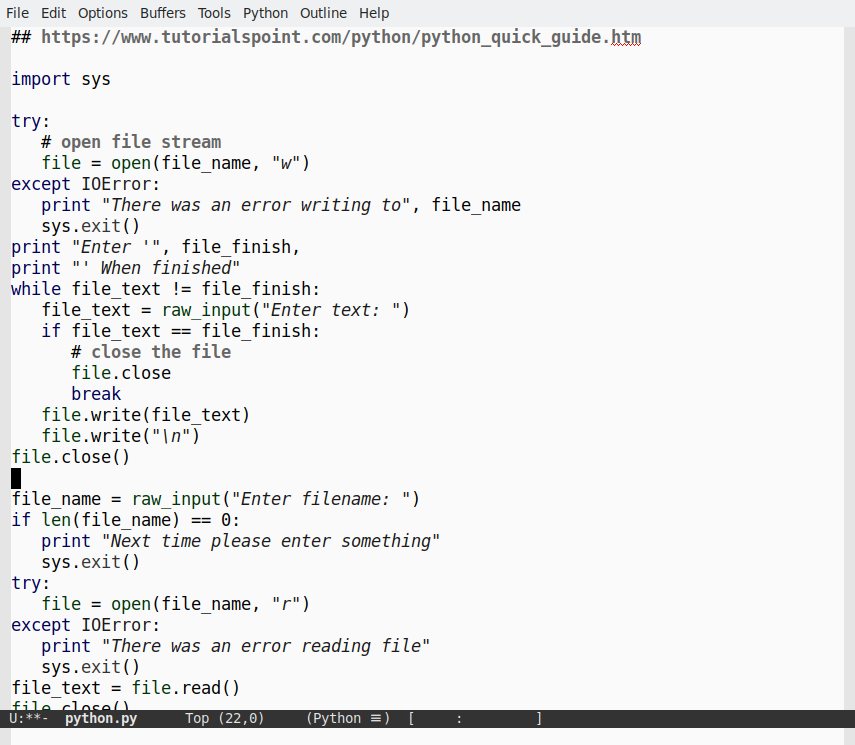 File Edit Options Buffers Tools Python Outline Help
## https://www.tutorialspoint.com/python/python_quick_guide.htm
import sys
try:
   # open file stream
   file = open(file_name, "w")
except IOError:
   print "There was an error writing to", file_name
   sys.exit()
print "Enter '", file_finish,
print "' When finished"
while file_text != file_finish:
   file_text = raw_input("Enter text: ")
   if file_text == file_finish:
      # close the file
      file.close
      break
   file.write(file_text)
   file.write("\n")
file.close()
file_name = raw_input("Enter filename: ")
if len(file_name) == 0:
   print "Next time please enter something"
   sys.exit()
try:
   file = open(file_name, "r")
except IOError:
   print "There was an error reading file"
   sys.exit()
file_text = file.read()
file.close()
U:**-  python.py      Top (22,0)     (Python ≡)  [     :         ]